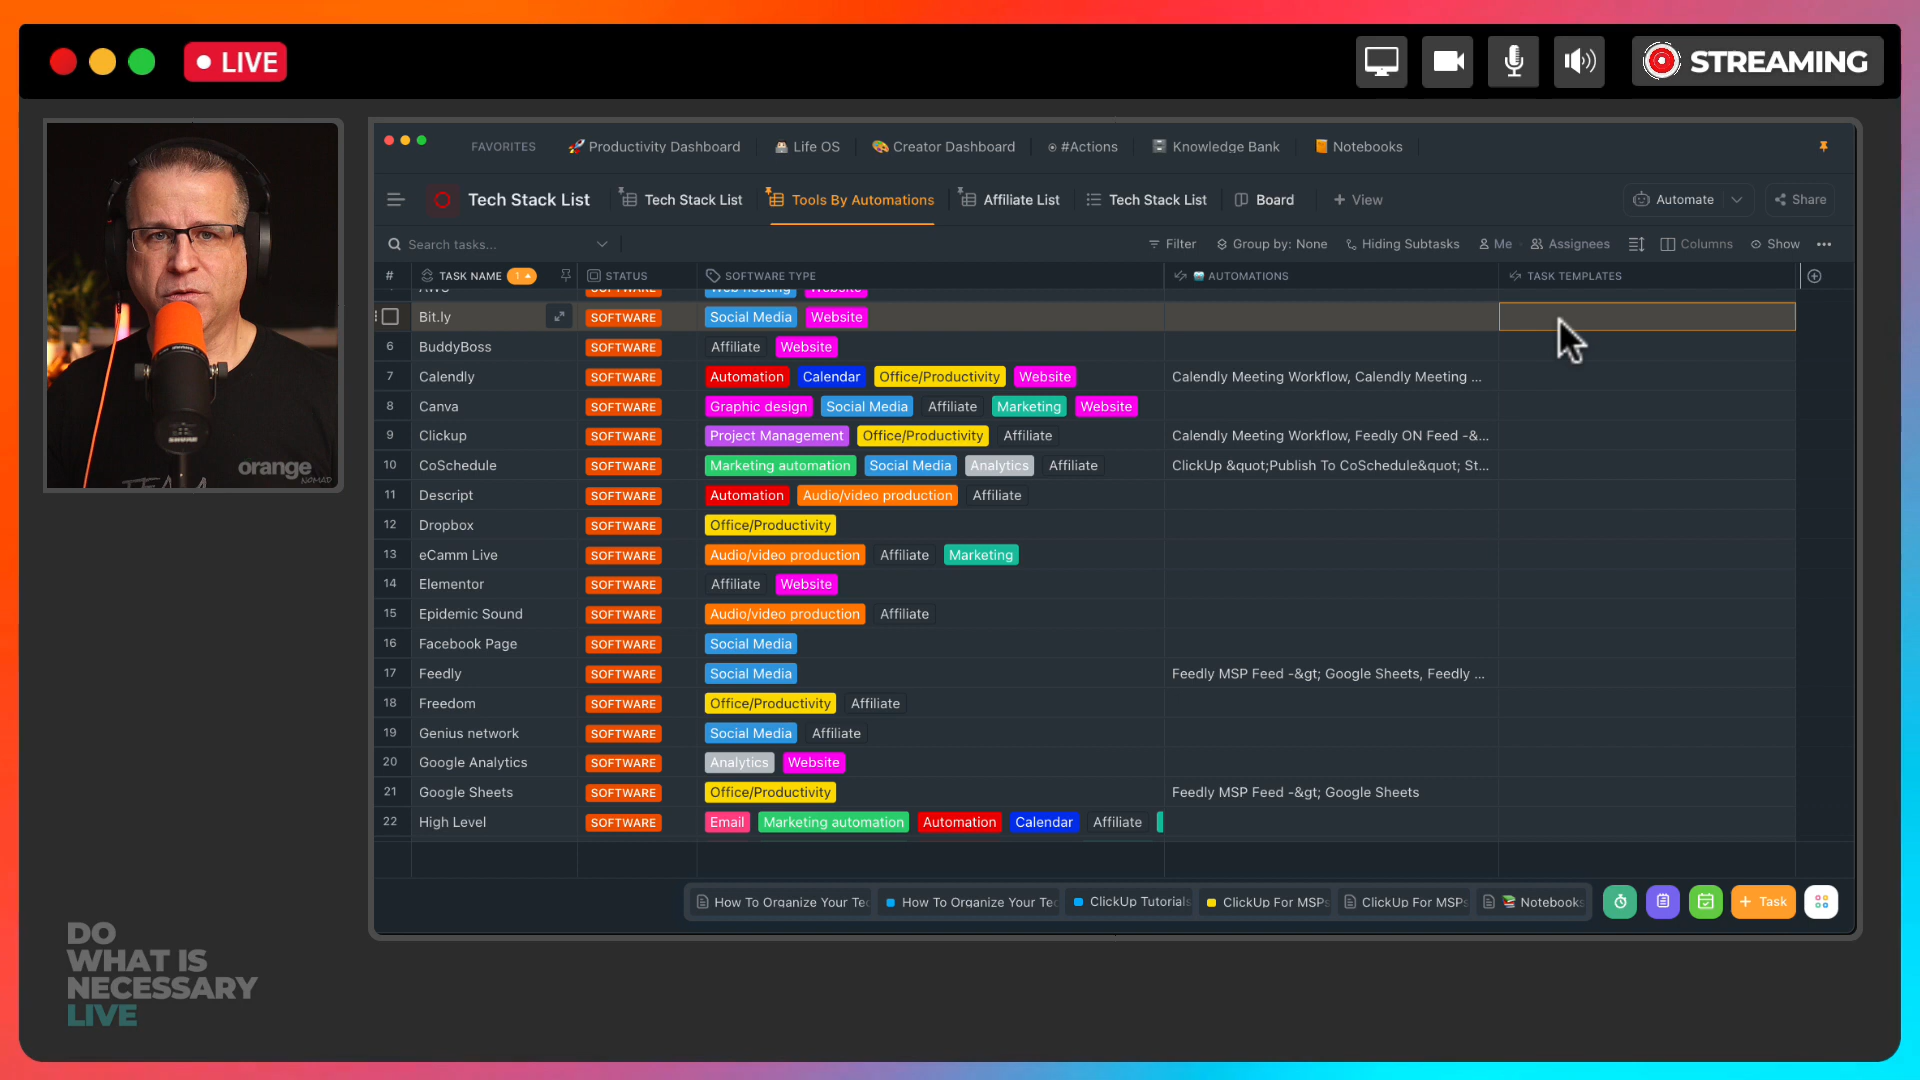 LIVE
STREAMING
FAVORITES 🚀 Productivity Dashboard Life OS 🎨 Creator Dashboard #Actions Knowledge Bank Notebooks
Tech Stack List Tech Stack List Tools By Automations Affiliate List Tech Stack List Board + View Automate Share
Search tasks... Filter Group by: None Hiding Subtasks Me Assignees Columns Show
# TASK NAME 1 STATUS SOFTWARE TYPE AUTOMATIONS TASK TEMPLATES
AWS SOFTWARE Web hosting Website
Bit.ly SOFTWARE Social Media Website
6 BuddyBoss SOFTWARE Affiliate Website
7 Calendly SOFTWARE Automation Calendar Office/Productivity Website Calendly Meeting Workflow, Calendly Meeting ...
8 Canva SOFTWARE Graphic design Social Media Affiliate Marketing Website
9 Clickup SOFTWARE Project Management Office/Productivity Affiliate Calendly Meeting Workflow, Feedly ON Feed -&...
10 CoSchedule SOFTWARE Marketing automation Social Media Analytics Affiliate ClickUp &quot;Publish To CoSchedule&quot; St...
11 Descript SOFTWARE Automation Audio/video production Affiliate
12 Dropbox SOFTWARE Office/Productivity
13 eCamm Live SOFTWARE Audio/video production Affiliate Marketing
14 Elementor SOFTWARE Affiliate Website
15 Epidemic Sound SOFTWARE Audio/video production Affiliate
16 Facebook Page SOFTWARE Social Media
17 Feedly SOFTWARE Social Media Feedly MSP Feed -&gt; Google Sheets, Feedly ...
18 Freedom SOFTWARE Office/Productivity Affiliate
19 Genius network SOFTWARE Social Media Affiliate
20 Google Analytics SOFTWARE Analytics Website
21 Google Sheets SOFTWARE Office/Productivity Feedly MSP Feed -&gt; Google Sheets
22 High Level SOFTWARE Email Marketing automation Automation Calendar Affiliate
How To Organize Your Te How To Organize Your Te ClickUp Tutorials ClickUp For MSPs ClickUp For MSPs Notebooks + Task
orange
NOMAD
SHURE
DO
WHAT IS
NECESSARY
LIVE